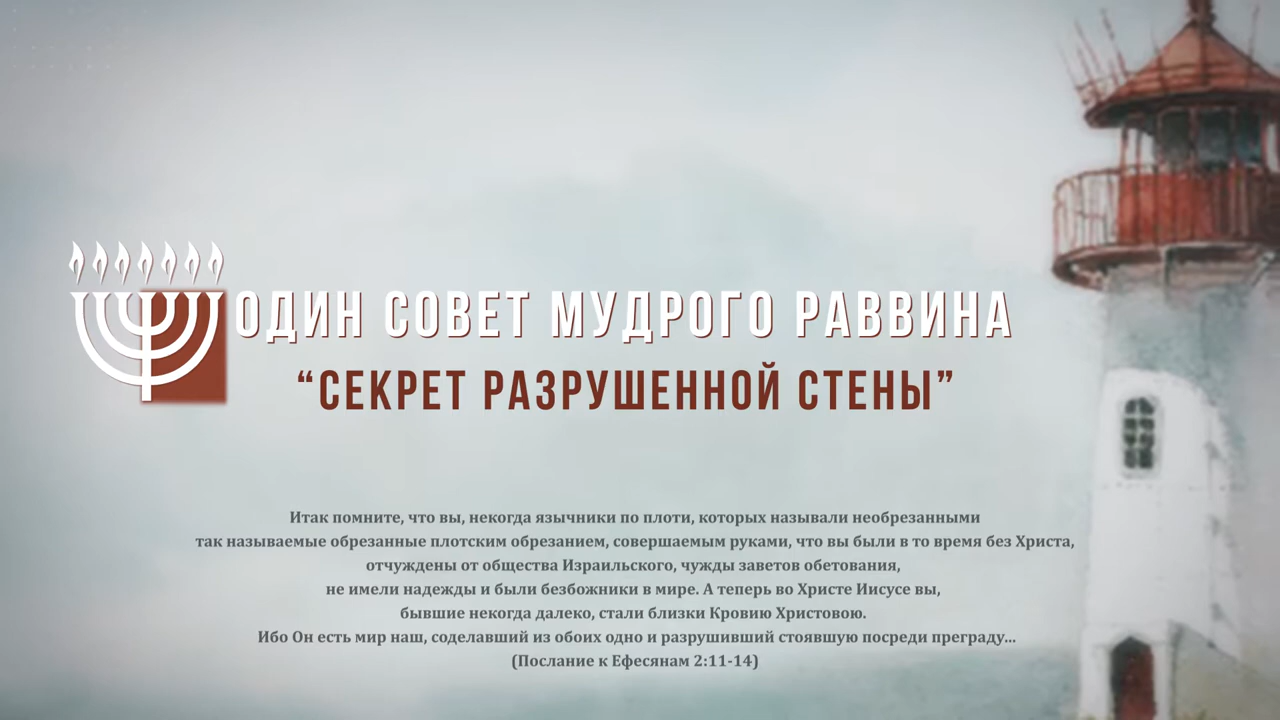 ОДИН СОВЕТ МУДРОГО РАВВИНА
“СЕКРЕТ РАЗРУШЕННОЙ СТЕНЫ”
Итак помните, что вы, некогда язычники по плоти, которых называли необрезанными
так называемые обрезанные плотским обрезанием, совершаемым руками, что вы были в то время без Христа,
отчуждены от общества Израильского, чужды заветов обетования,
не имели надежды и были безбожники в мире. А теперь во Христе Иисусе вы,
бывшие некогда далеко, стали близки Кровию Христовою.
Ибо Он есть мир наш, соделавший из обоих одно и разрушивший стоявшую посреди преграду...
(Послание к Ефесянам 2:11-14)